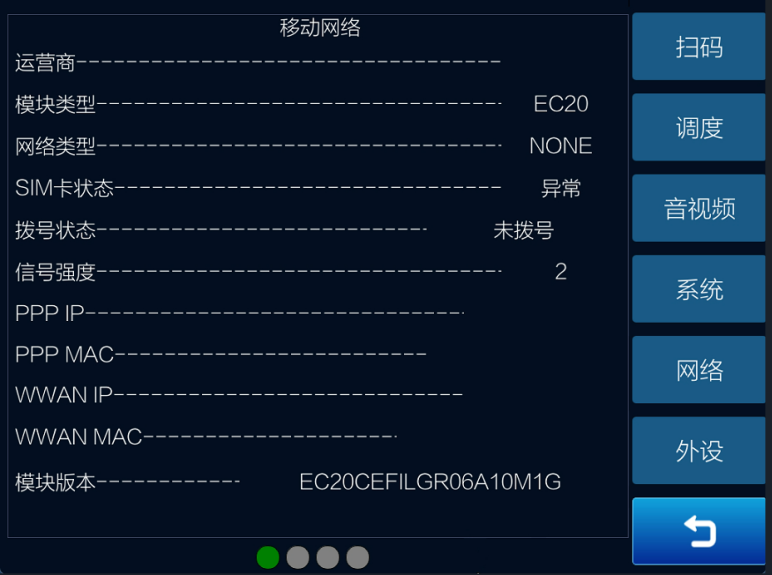 移动网络
运营商----------------------------------
模块类型--------------------------------- EC20
网络类型--------------------------------- NONE
SIM卡状态------------------------------- 异常
拨号状态--------------------------- 未拨号
信号强度--------------------------------- 2
PPP IP-------------------------------
PPP MAC-------------------------
WWAN IP----------------------------
WWAN MAC---------------------
模块版本------------ EC20CEFILGR06A10M1G
扫码
调度
音视频
系统
网络
外设